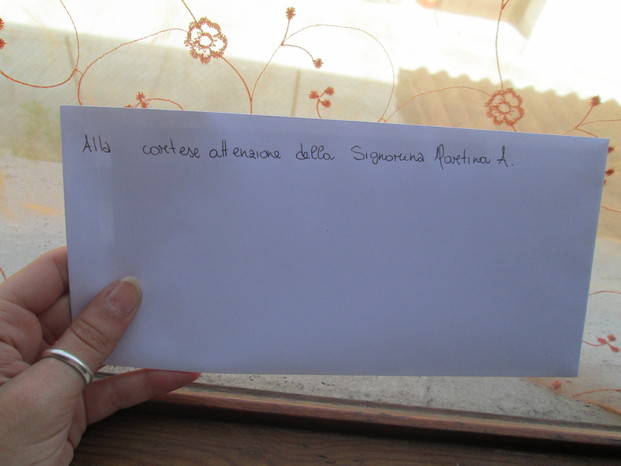 Alla cortese attenzione della Signorina Martina A.